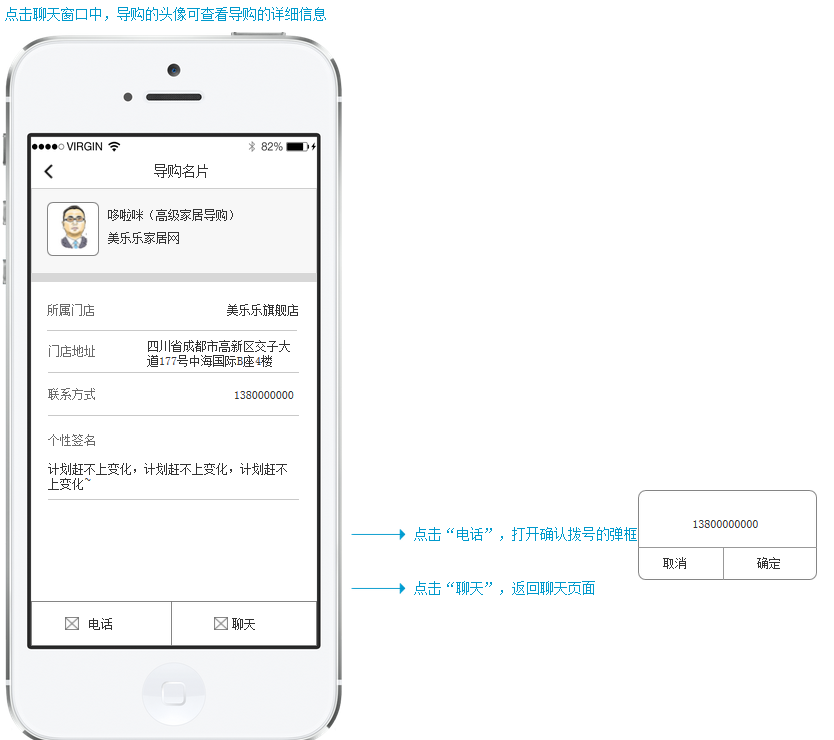 点击聊天窗口中，导购的头像可查看导购的详细信息
VIRGIN
82%
导购名片
哆啦咪（高级家居导购）
美乐乐家居网
所属门店
美乐乐旗舰店
门店地址
四川省成都市高新区交子大
道177号中海国际B座4楼
联系方式
1380000000
个性签名
计划赶不上变化，计划赶不上变化，计划赶不
上变化~
点击“电话”，打开确认拨号的弹框
13800000000
取消
确定
点击“聊天”，返回聊天页面
电话
聊天